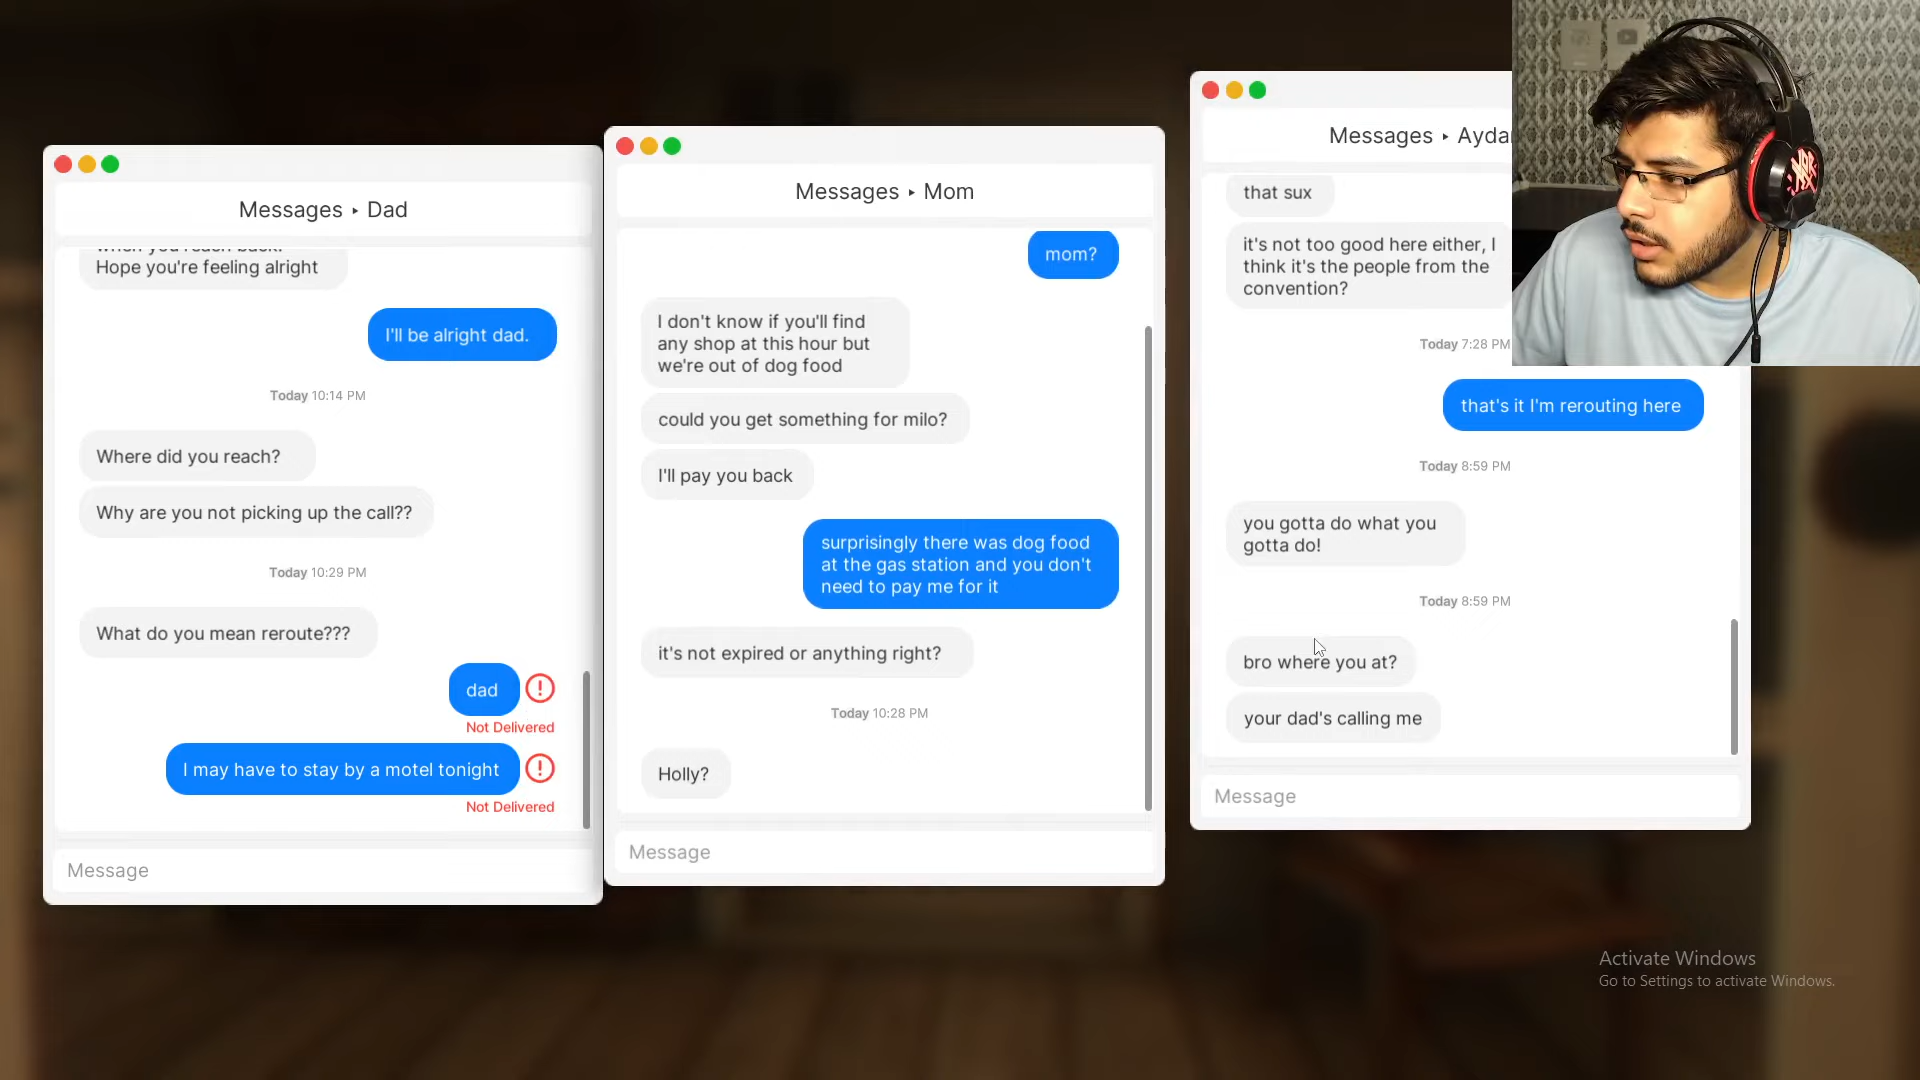 Messages ▸ Dad
when you reach back.
Hope you're feeling alright
I'll be alright dad.
Today 10:14 PM
Where did you reach?
Why are you not picking up the call??
Today 10:29 PM
What do you mean reroute???
dad
Not Delivered
I may have to stay by a motel tonight
Not Delivered
Message
Messages ▸ Mom
mom?
I don't know if you'll find
any shop at this hour but
we're out of dog food
could you get something for milo?
I'll pay you back
surprisingly there was dog food
at the gas station and you don't
need to pay me for it
it's not expired or anything right?
Today 10:28 PM
Holly?
Message
Messages ▸ Aydan
that sux
it's not too good here either, I
think it's the people from the
convention?
Today 7:28 PM
that's it I'm rerouting here
Today 8:59 PM
you gotta do what you
gotta do!
Today 8:59 PM
bro where you at?
your dad's calling me
Message
Activate Windows
Go to Settings to activate Windows.